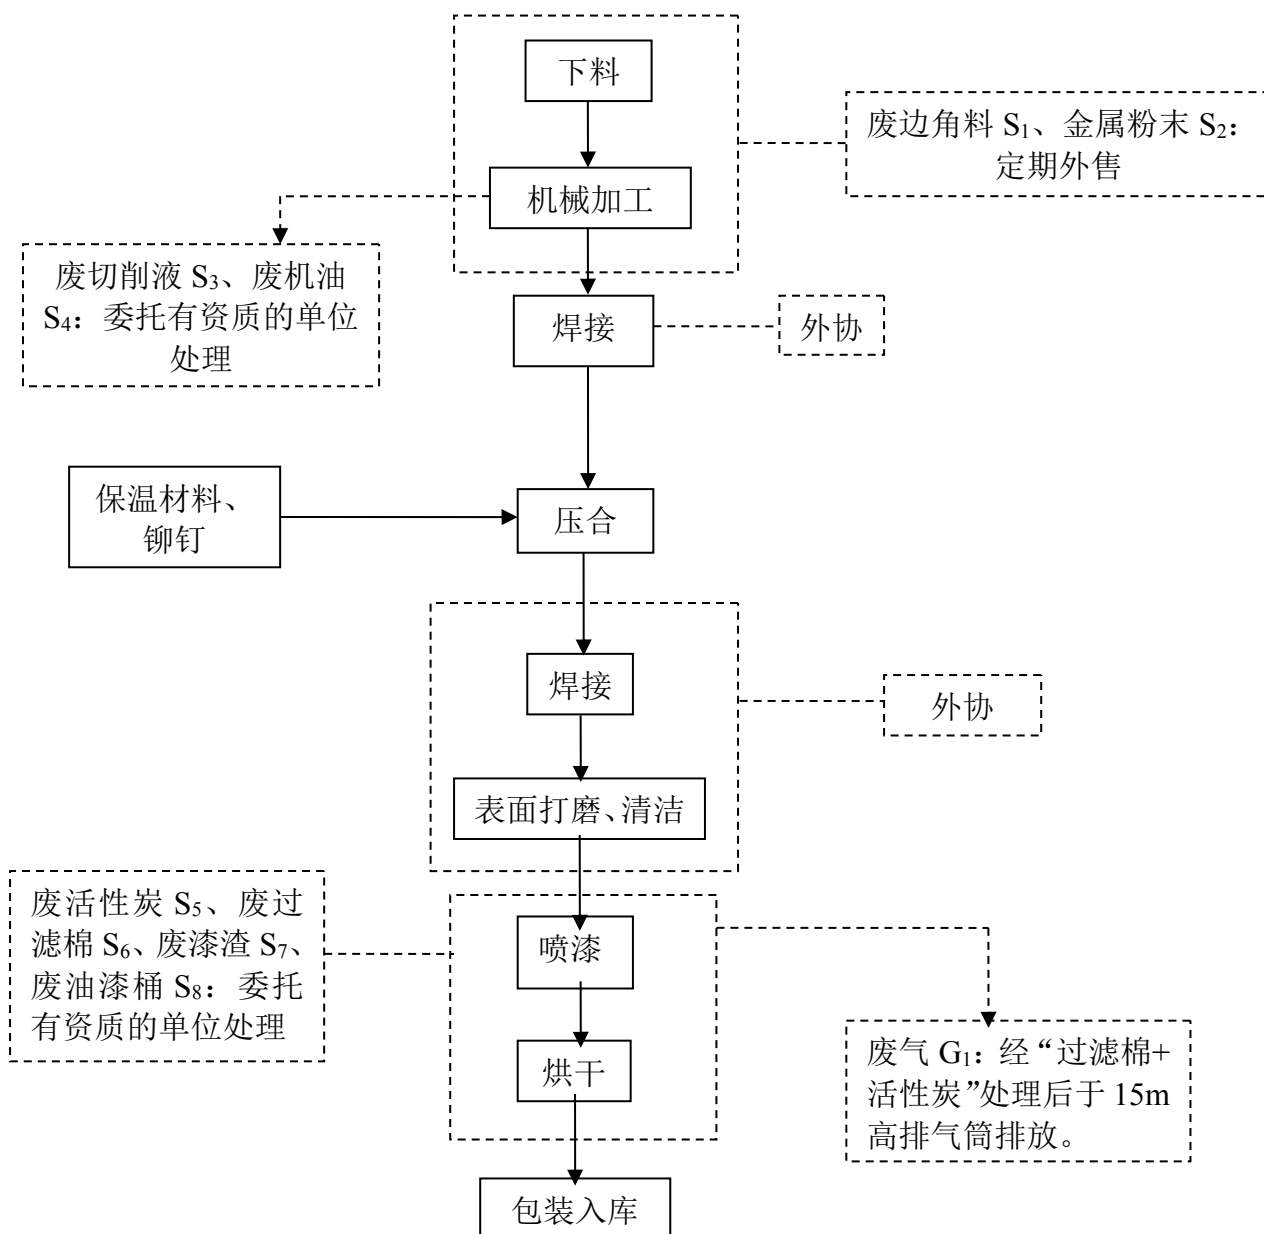 下料
废边角料 S₁、金属粉末 S₂：
定期外售
机械加工
废切削液 S₃、废机油
S₄：委托有资质的单位
处理
焊接
外协
保温材料、
铆钉
压合
焊接
外协
表面打磨、清洁
废活性炭 S₅、废过
滤棉 S₆、废漆渣 S₇、
废油漆桶 S₈：委托
有资质的单位处理
喷漆
废气 G₁：经“过滤棉+
活性炭”处理后于 15m
高排气筒排放。
烘干
包装入库